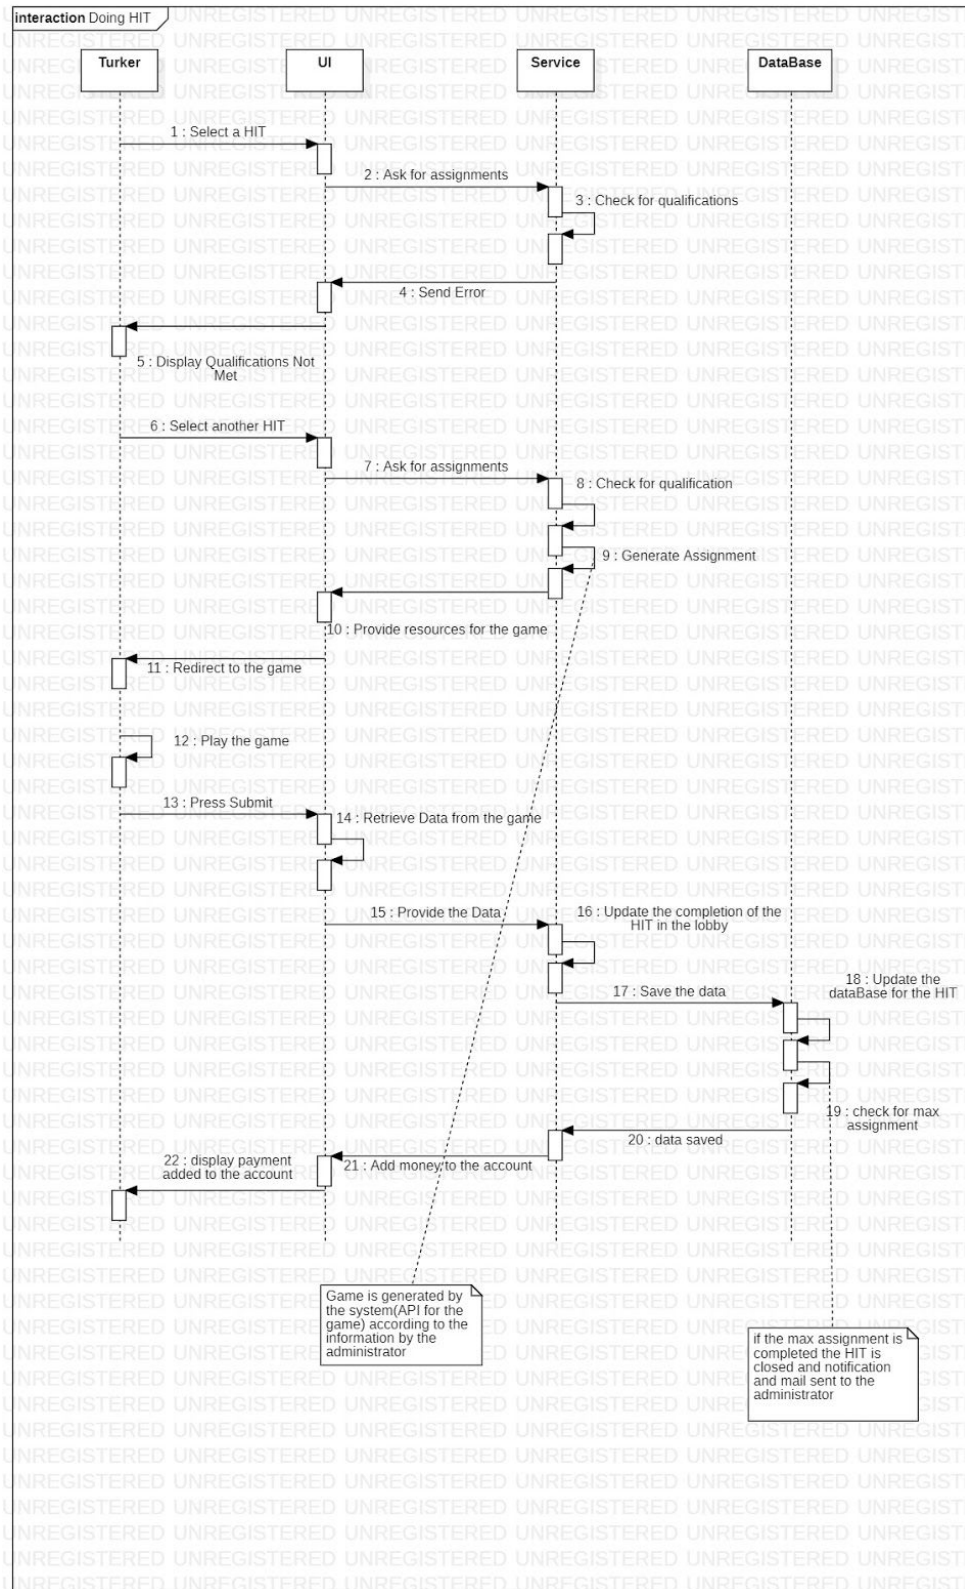 interaction Doing HIT
Turker
UI
Service
DataBase
1 : Select a HIT
2 : Ask for assignments
3 : Check for qualifications
4 : Send Error
5 : Display Qualifications Not
Met
6 : Select another HIT
7 : Ask for assignments
8 : Check for qualification
9 : Generate Assignment
10 : Provide resources for the game
11 : Redirect to the game
12 : Play the game
13 : Press Submit
14 : Retrieve Data from the game
15 : Provide the Data
16 : Update the completion of the
HIT in the lobby
17 : Save the data
18 : Update the
dataBase for the HIT
19 : check for max
assignment
20 : data saved
21 : Add money to the account
22 : display payment
added to the account
Game is generated by
the system(API for the
game) according to the
information by the
administrator
if the max assignment is
completed the HIT is
closed and notification
and mail sent to the
administrator
UNREGISTERED